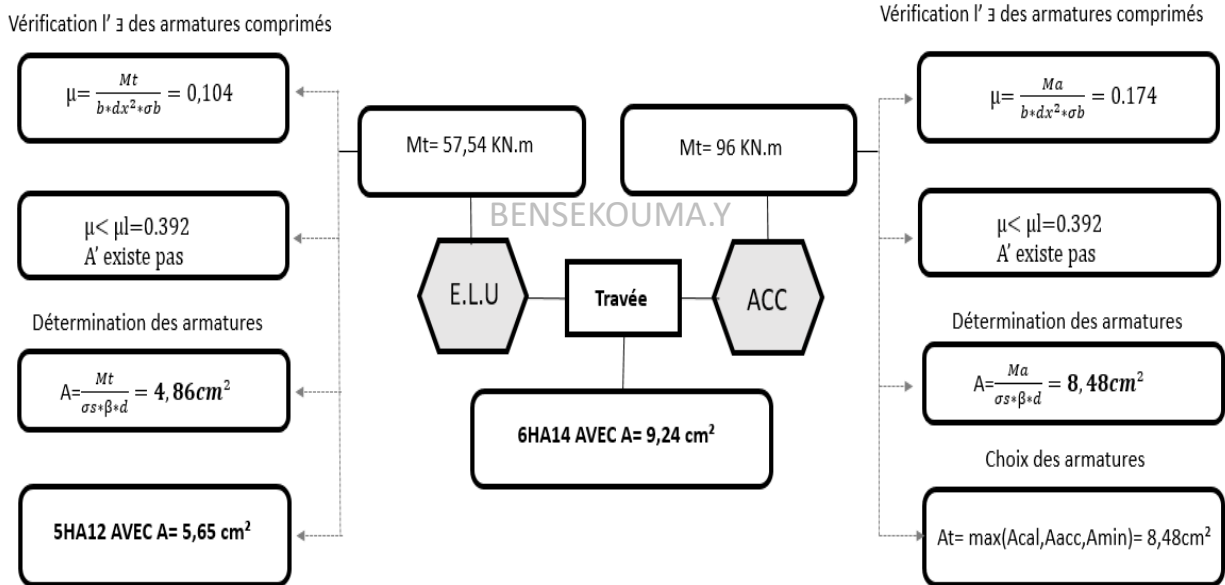 Vérification l' ∃ des armatures comprimés
μ= Mt / b*dx²*σb = 0,104
μ< μl=0.392
A' existe pas
Détermination des armatures
A= Mt / σs*β*d = 4,86cm²
5HA12 AVEC A= 5,65 cm²
Mt= 57,54 KN.m
Mt= 96 KN.m
BENSEKOUMA.Y
E.L.U
Travée
ACC
6HA14 AVEC A= 9,24 cm²
Vérification l' ∃ des armatures comprimés
μ= Ma / b*dx²*σb = 0.174
μ< μl=0.392
A' existe pas
Détermination des armatures
A= Ma / σs*β*d = 8,48cm²
Choix des armatures
At= max(Acal,Aacc,Amin)= 8,48cm²